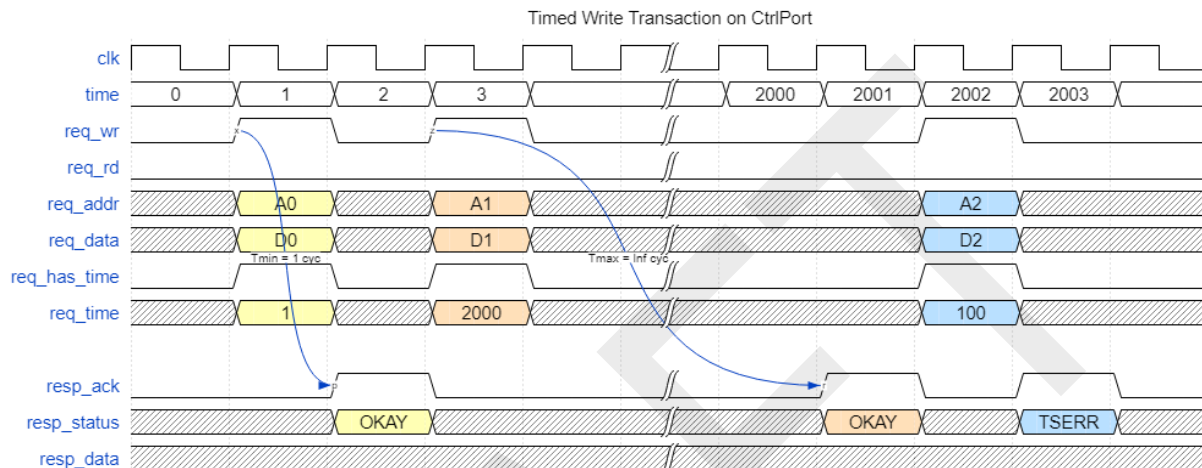 Timed Write Transaction on CtrlPort
clk
time 0 1 2 3 2000 2001 2002 2003
req_wr x z
req_rd
req_addr A0 A1 A2
req_data D0 D1 D2
Tmin = 1 cyc Tmax = Inf cyc
req_has_time
req_time 1 2000 100
resp_ack p r
resp_status OKAY OKAY TSERR
resp_data